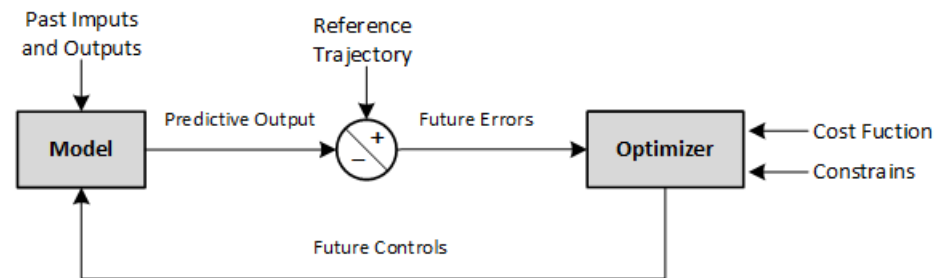 Past Imputs
and Outputs
Reference
Trajectory
Model
Predictive Output
+
−
Future Errors
Optimizer
Cost Fuction
Constrains
Future Controls